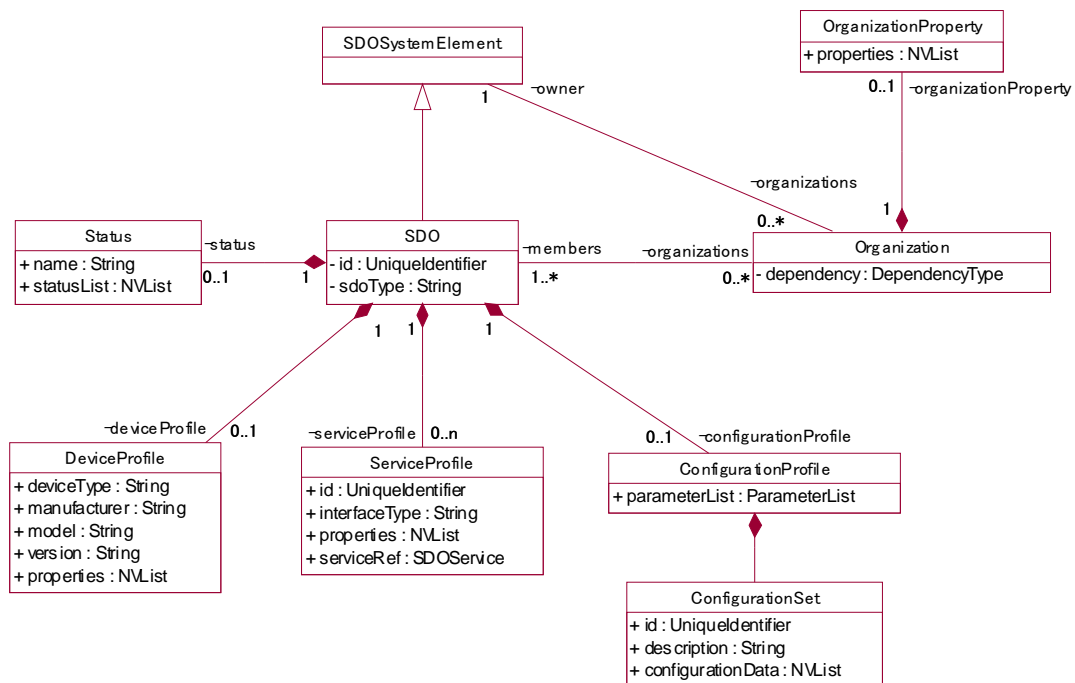 OrganizationProperty
+ properties : NVList
SDOSystemElement
1
-owner
0..1
-organizationProperty
-organizations
0..*
1
Status
+ name : String
+ statusList : NVList
-status
0..1
1
SDO
- id : UniqueIdentifier
- sdoType : String
-members
1..*
-organizations
0..*
Organization
- dependency : DependencyType
1
1
1
-deviceProfile
0..1
-serviceProfile
0..n
0..1
-configurationProfile
DeviceProfile
+ deviceType : String
+ manufacturer : String
+ model : String
+ version : String
+ properties : NVList
ServiceProfile
+ id : UniqueIdentifier
+ interfaceType : String
+ properties : NVList
+ serviceRef : SDOService
ConfigurationProfile
+ parameterList : ParameterList
ConfigurationSet
+ id : UniqueIdentifier
+ description : String
+ configurationData : NVList